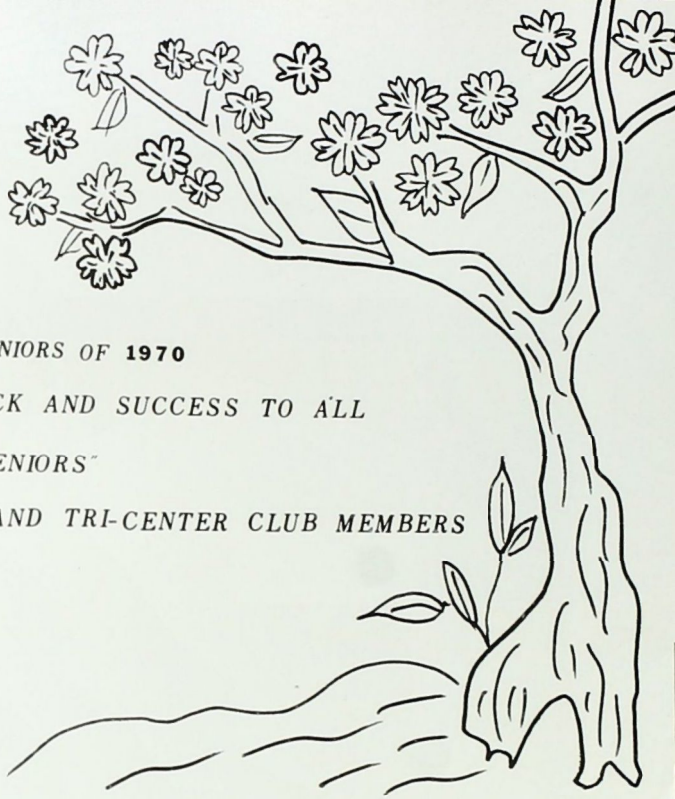 NIORS OF 1970
CK AND SUCCESS TO ALL
ENIORS"
AND TRI-CENTER CLUB MEMBERS